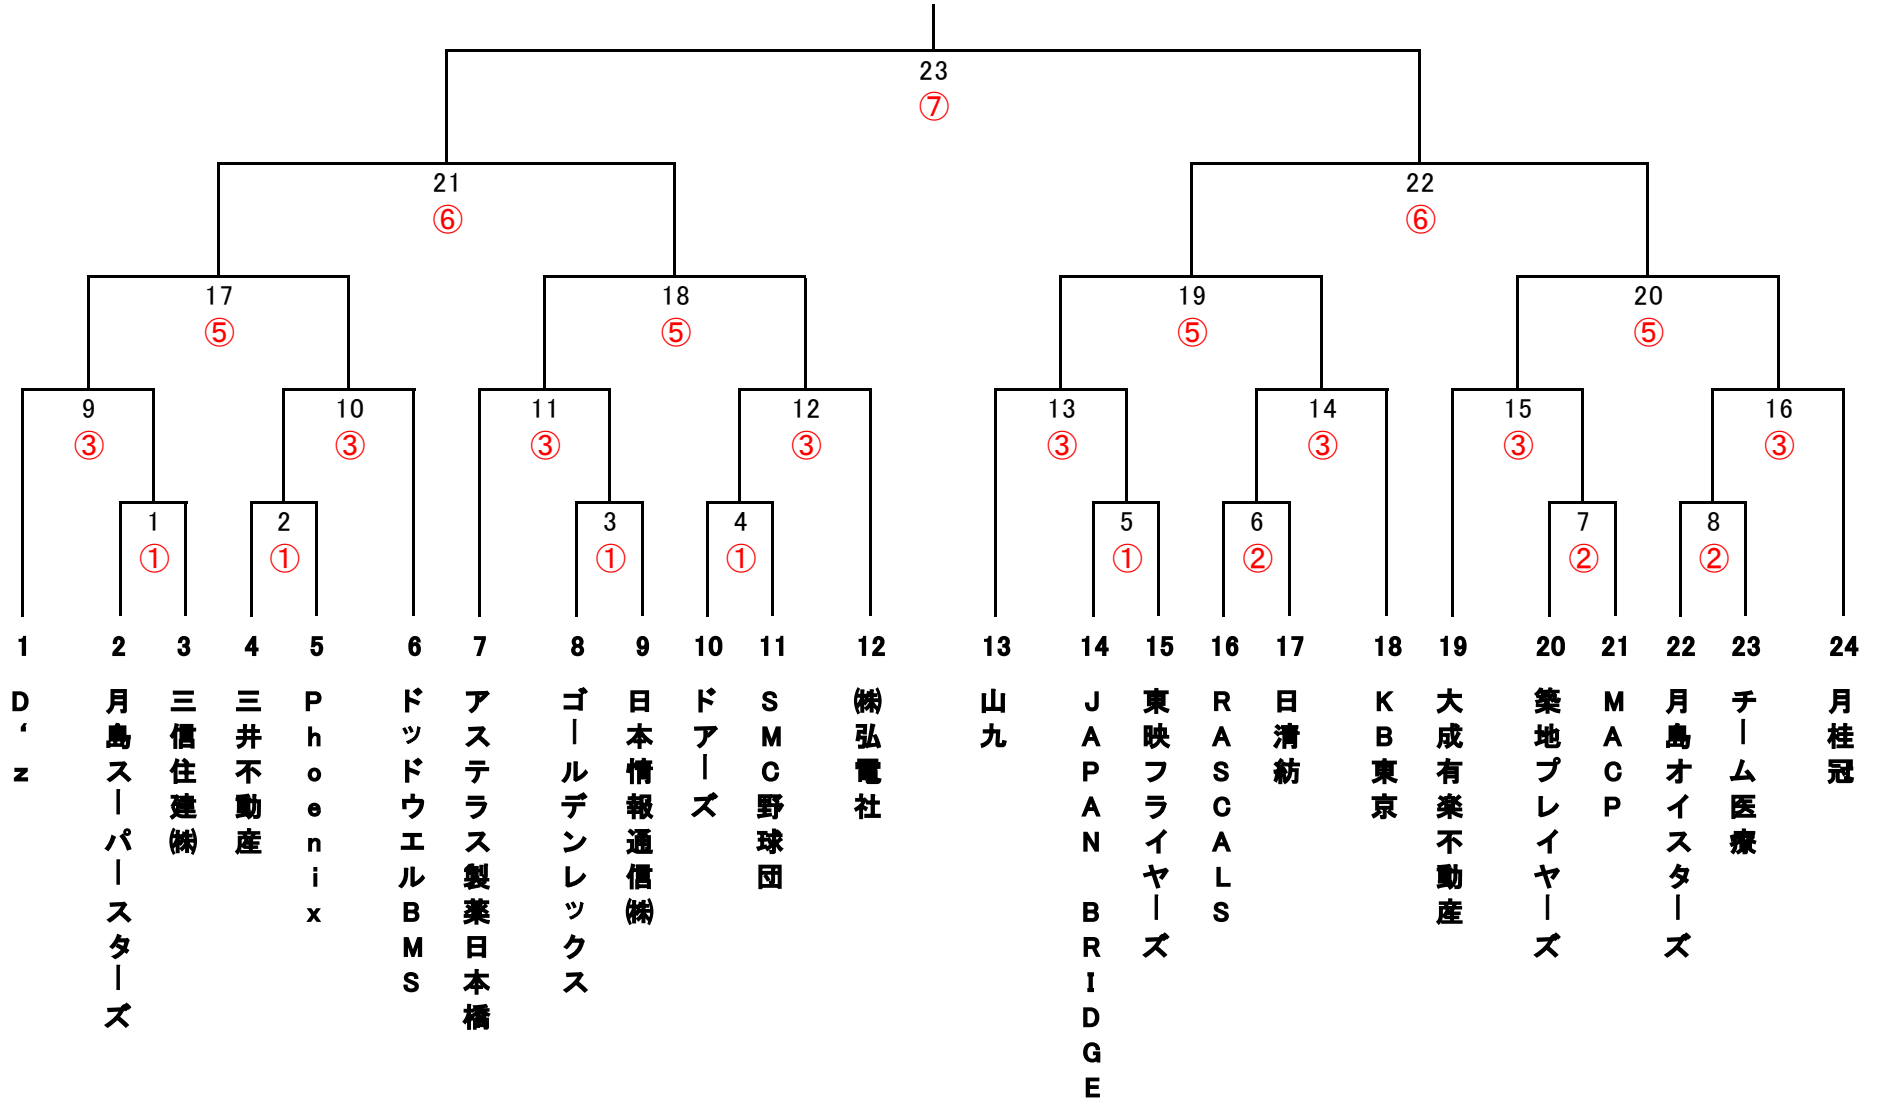 23
⑦
21 22
⑥ ⑥
17 18 19 20
⑤ ⑤ ⑤ ⑤
9 10 11 12 13 14 15 16
③ ③ ③ ③ ③ ③ ③ ③
1 2 3 4 5 6 7 8
① ① ① ① ① ② ② ②
1 2 3 4 5 6 7 8 9 10 11 12 13 14 15 16 17 18 19 20 21 22 23 24
D‘z
月島スーパースターズ
三信住建㈱
三井不動産
Phoenix
ドッドウエルBMS
アステラス製薬日本橋
ゴールデンレックス
日本情報通信㈱
ドアーズ
SMC野球団
㈱弘電社
山九
JAPAN BRIDGE
東映フライヤーズ
RASCALS
日清紡
KB東京
大成有楽不動産
築地プレイヤーズ
MACP
月島オイスターズ
チーム医療
月桂冠